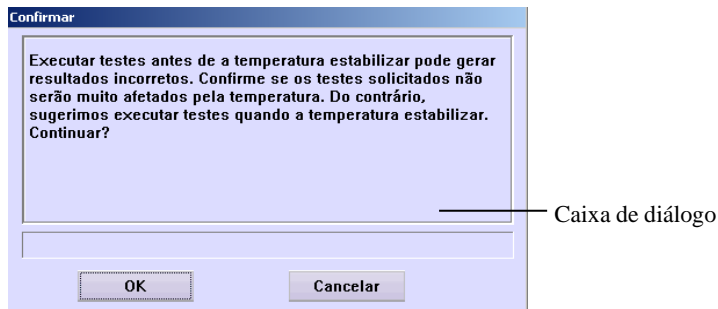 Confirmar
Executar testes antes de a temperatura estabilizar pode gerar
resultados incorretos. Confirme se os testes solicitados não
serão muito afetados pela temperatura. Do contrário,
sugerimos executar testes quando a temperatura estabilizar.
Continuar?
Caixa de diálogo
OK
Cancelar